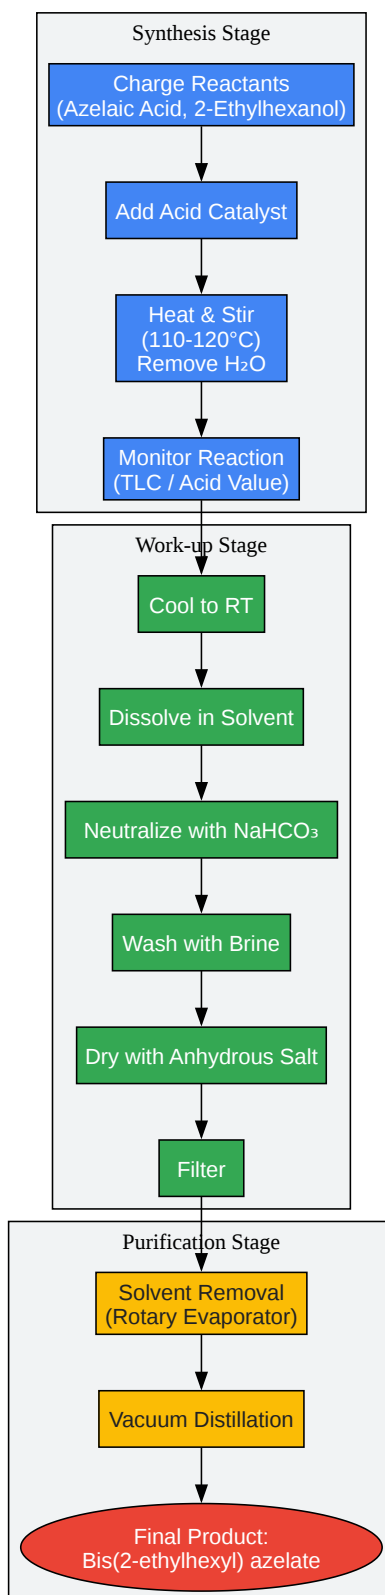 Synthesis Stage
Charge Reactants
(Azelaic Acid, 2-Ethylhexanol)
Add Acid Catalyst
Heat & Stir
(110-120°C)
Remove H₂O
Monitor Reaction
(TLC / Acid Value)
Work-up Stage
Cool to RT
Dissolve in Solvent
Neutralize with NaHCO₃
Wash with Brine
Dry with Anhydrous Salt
Filter
Purification Stage
Solvent Removal
(Rotary Evaporator)
Vacuum Distillation
Final Product:
Bis(2-ethylhexyl) azelate